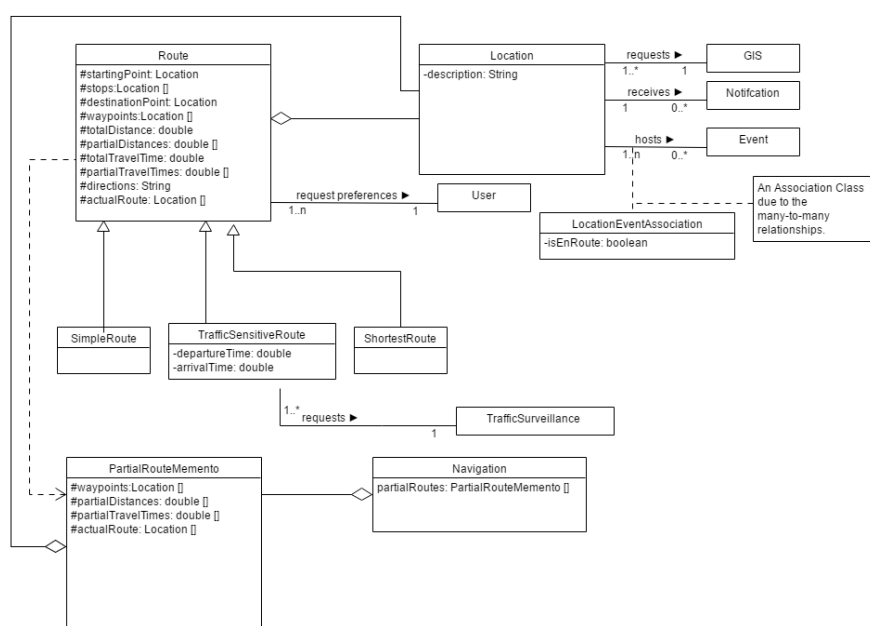 Route
#startingPoint: Location
#stops:Location []
#destinationPoint: Location
#waypoints:Location []
#totalDistance: double
#partialDistances: double []
#totalTravelTime: double
#partialTravelTimes: double []
#directions: String
#actualRoute: Location []
Location
-description: String
requests ►
1..* 1
GIS
receives ►
1 0..*
Notifcation
hosts ►
1..n 0..*
Event
An Association Class
due to the
many-to-many
relationships.
LocationEventAssociation
-isEnRoute: boolean
request preferences ►
1..n 1
User
SimpleRoute
TrafficSensitiveRoute
-departureTime: double
-arrivalTime: double
ShortestRoute
1..*
requests ►
1
TrafficSurveillance
PartialRouteMemento
#waypoints:Location []
#partialDistances: double []
#partialTravelTimes: double []
#actualRoute: Location []
Navigation
partialRoutes: PartialRouteMemento []